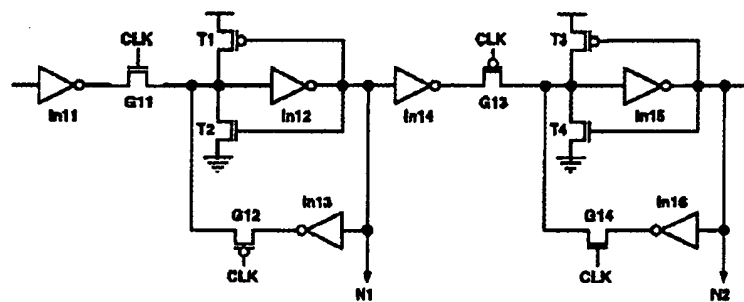 CLK
T1
CLK
T3
In11
G11
In12
In14
G13
In15
T2
T4
In13
In16
G12
G14
CLK
CLK
N1
N2